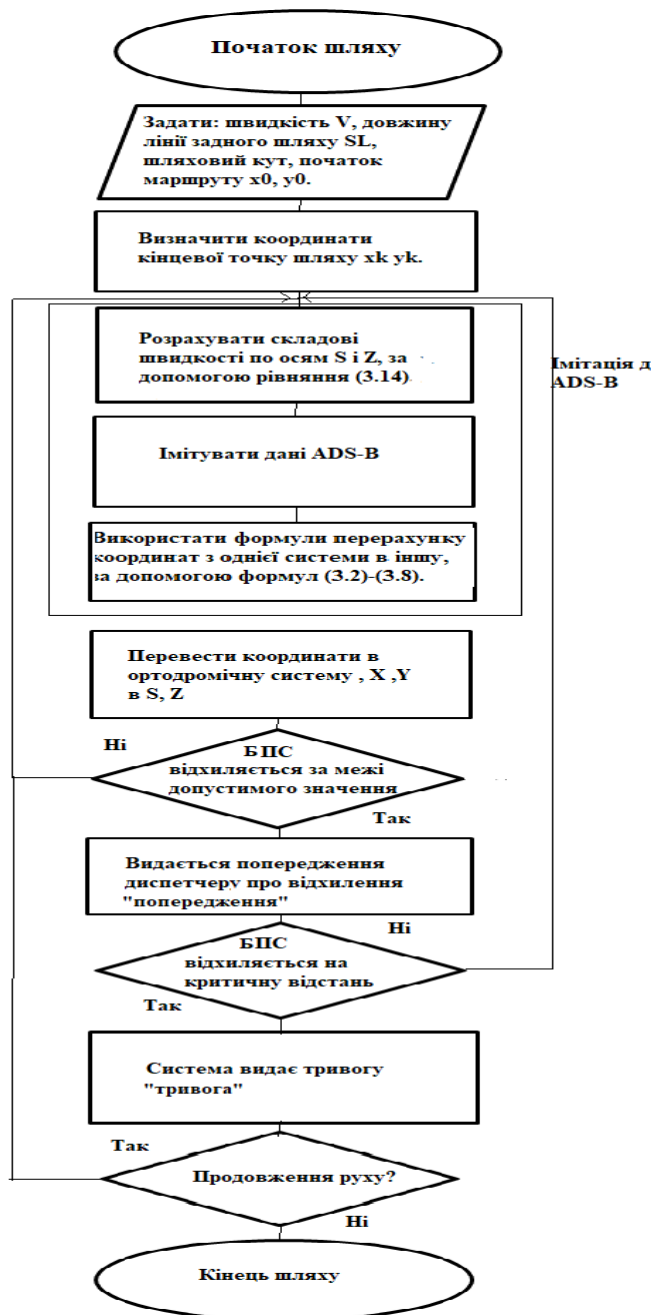 Початок шляху
Задати: швидкість V, довжину
лінії задного шляху SL,
шляховий кут, початок
маршруту x0, y0.
Визначити координати
кінцевої точку шляху xk yk.
Розрахувати складові
швидкості по осям S і Z, за
допомогою рівняння (3.14)
Імітація д
ADS-B
Імітувати дані ADS-B
Використати формули перерахунку
координат з однієї системи в іншу,
за допомогою формул (3.2)-(3.8).
Перевести координати в
ортодромічну систему , X ,Y
в S, Z
Ні
БПС
відхиляється за межі
допустимого значення
Так
Видається попередження
диспетчеру про відхилення
"попередження"
Ні
БПС
відхиляється на
критичну відстань
Так
Система видає тривогу
"тривога"
Так
Продовження руху?
Ні
Кінець шляху